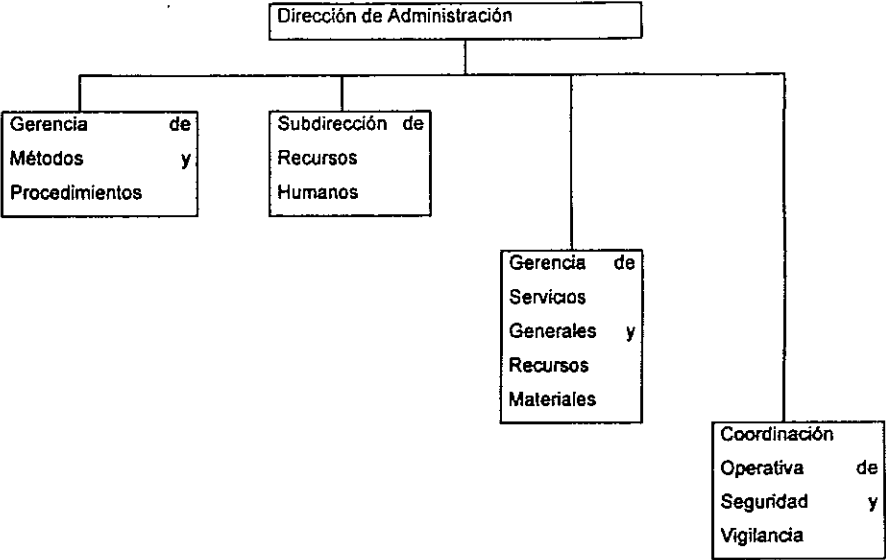 Dirección de Administración
Gerencia de
Métodos y
Procedimientos
Subdirección de
Recursos
Humanos
Gerencia de
Servicios
Generales y
Recursos
Materiales
Coordinación
Operativa de
Seguridad y
Vigilancia